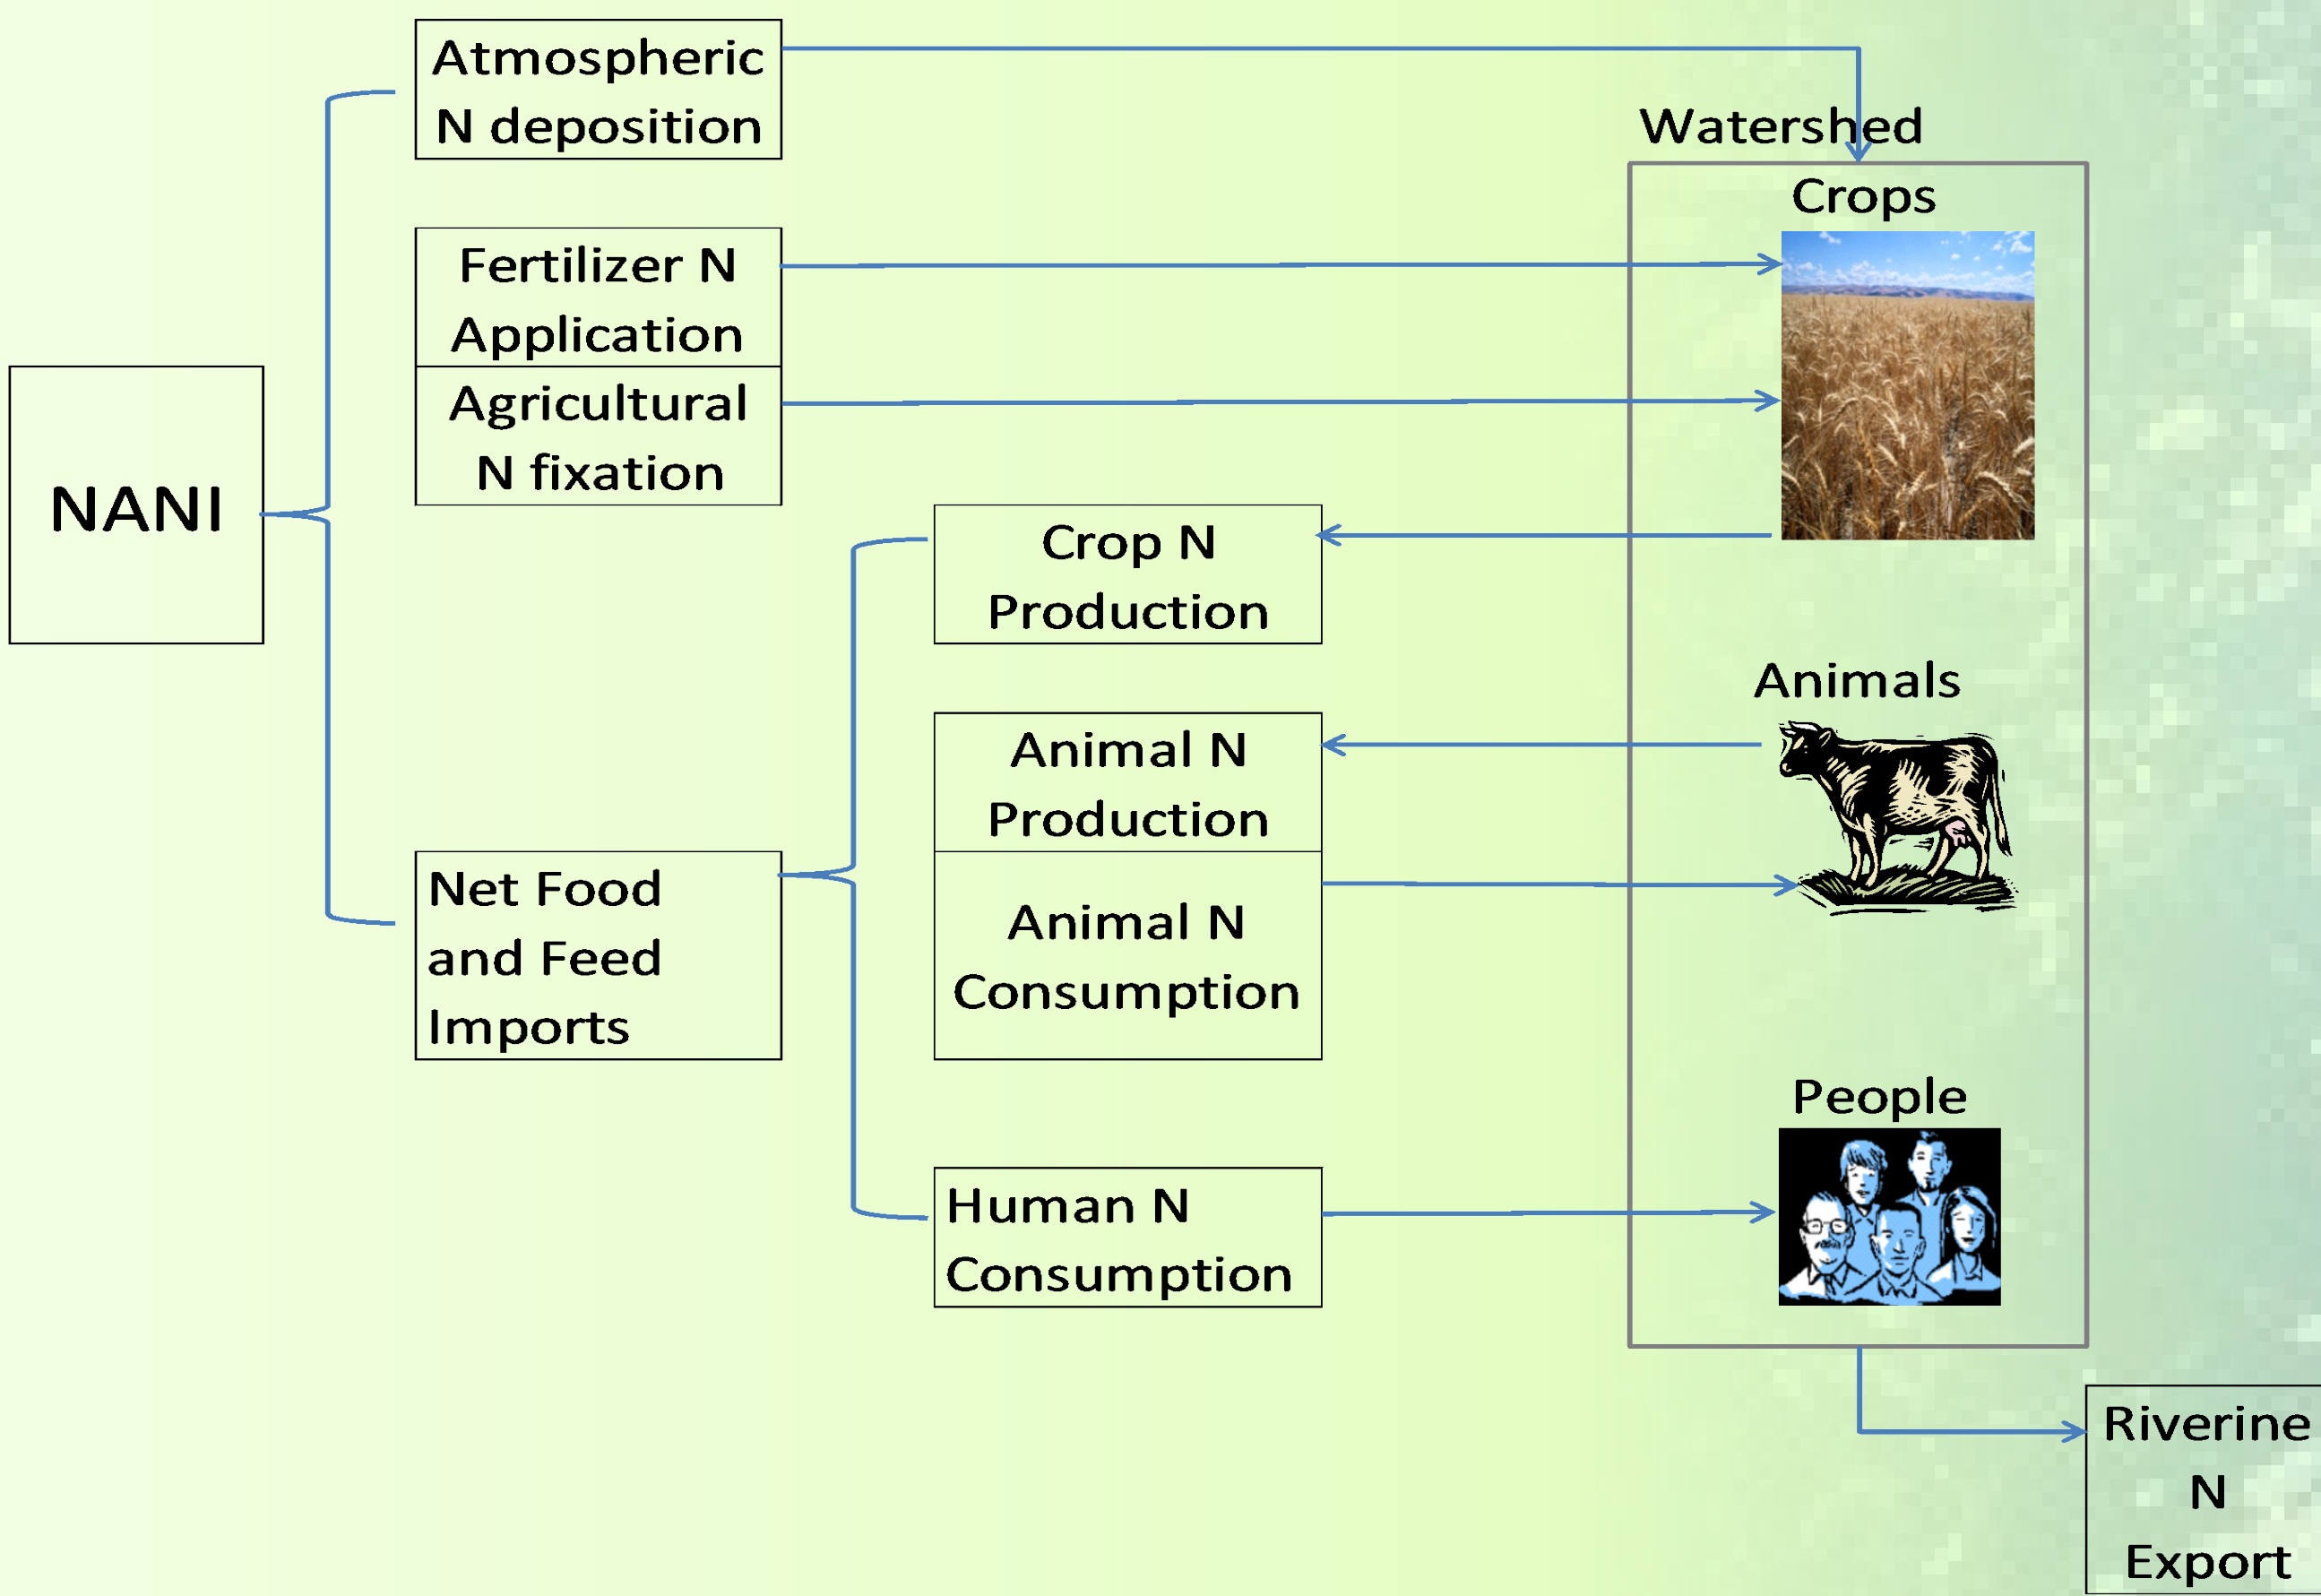 Atmospheric
N deposition
Watershed
Crops
Fertilizer N
Application
Agricultural
N fixation
NANI
Crop N
Production
Animals
Animal N
Production
Net Food
and Feed
Imports
Animal N
Consumption
People
Human N
Consumption
Riverine
N
Export